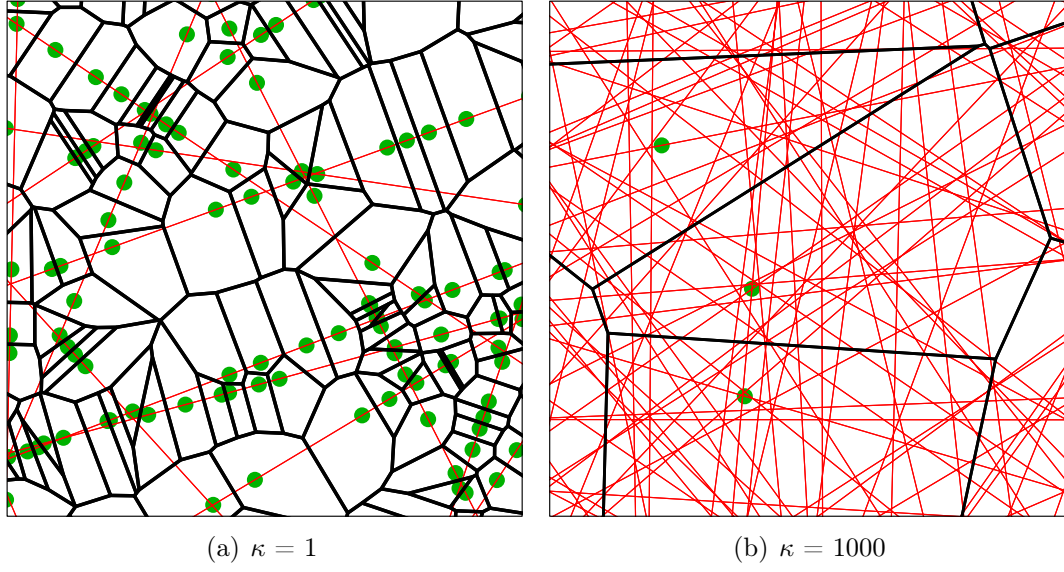 (a) κ = 1
(b) κ = 1000